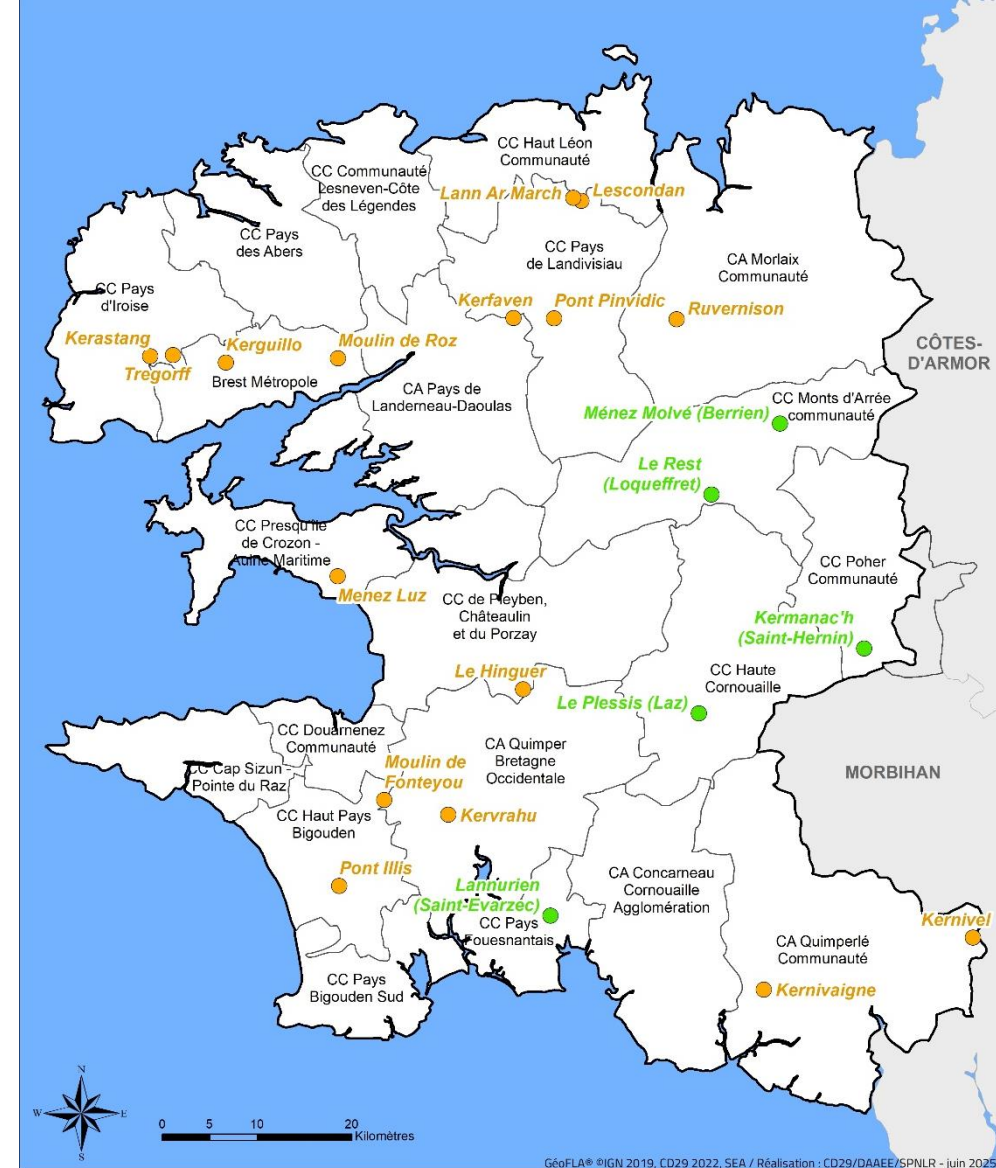 CC Haut Léon
Communauté
CC Communauté
Lesneven-Côte
des Légendes
Lann Ar March
Lescondan
CC Pays
des Abers
CC Pays
de Landivisiau
CA Morlaix
Communauté
CC Pays
d'Iroise
Kerfaven
Pont Pinvidic
Ruvernison
Kerastang
Tregorff
Kerguillo
Moulin de Roz
Brest Métropole
CÔTES-
D'ARMOR
CA Pays de
Landerneau-Daoulas
CC Monts d'Arrée
communauté
Ménez Molvé (Berrien)
Le Rest
(Loqueffret)
CC Presqu'île
de Crozon -
Aulne Maritime
Menez Luz
CC Poher
Communauté
CC de Pleyben,
Châteaulin
et du Porzay
Kermanac'h
(Saint-Hernin)
Le Hinguer
CC Haute
Cornouaille
Le Plessis (Laz)
CC Douarnenez
Communauté
CA Quimper
Bretagne
Occidentale
Moulin de
Fonteyou
CC Cap Sizun -
Pointe du Raz
MORBIHAN
CC Haut Pays
Bigouden
Kervrahu
Pont Illis
Lannurien
(Saint-Evarzec)
CC Pays
Fouesnantais
CA Concarneau
Cornouaille
Agglomération
Kernivel
CA Quimperlé
Communauté
CC Pays
Bigouden Sud
Kernivaigne
N
W
E
S
0 5 10 20
Kilomètres
GéoFLA® ©IGN 2019, CD29 2022, SEA / Réalisation : CD29/DAAEE/SPNLR - juin 2025